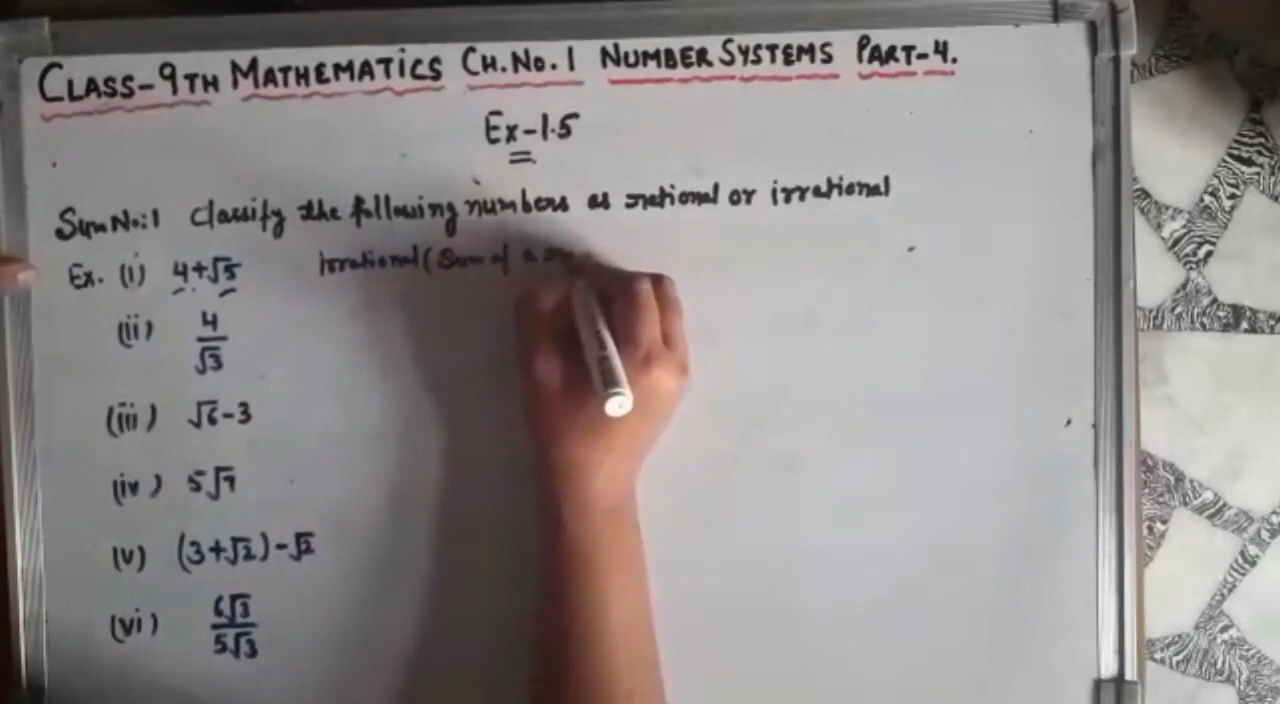 CLASS-9TH MATHEMATICS CH.NO.1 NUMBER SYSTEMS PART-4.
Ex-1.5
Sum No:1 Classify the following numbers as rational or irrational
Ex. (i) 4+√5 irrational (Sum of a
(ii) 4/√3
(iii) √6-3
(iv) 5√7
(v) (3+√2)-√2
(vi) 6√3/5√3